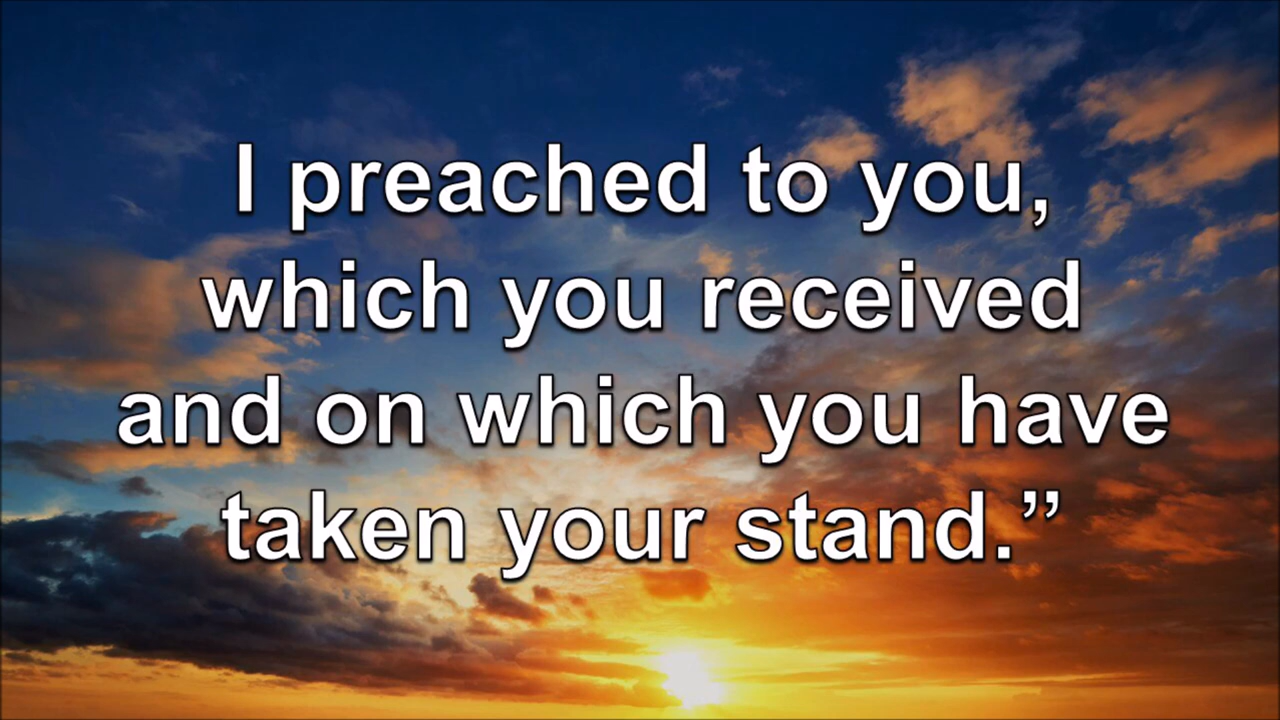 I preached to you,
which you received
and on which you have
taken your stand.”